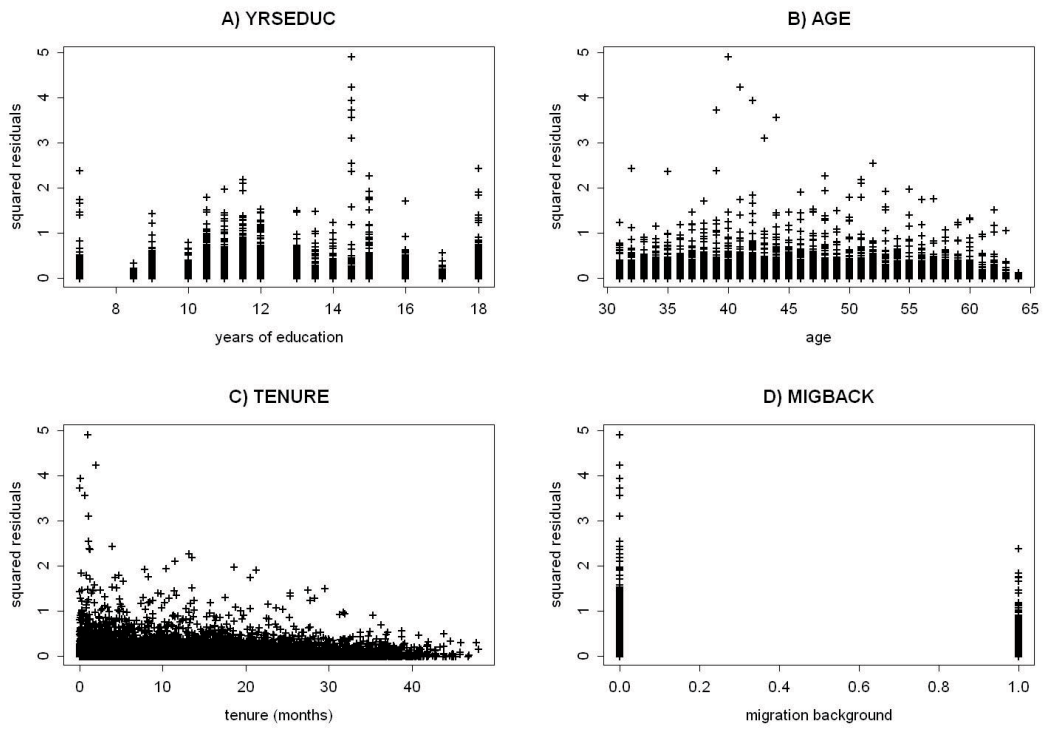 A) YRSEDUC
squared residuals
5
4
3
2
1
0
8 10 12 14 16 18
years of education
B) AGE
squared residuals
5
4
3
2
1
0
30 35 40 45 50 55 60 65
age
C) TENURE
squared residuals
5
4
3
2
1
0
0 10 20 30 40
tenure (months)
D) MIGBACK
squared residuals
5
4
3
2
1
0
0.0 0.2 0.4 0.6 0.8 1.0
migration background